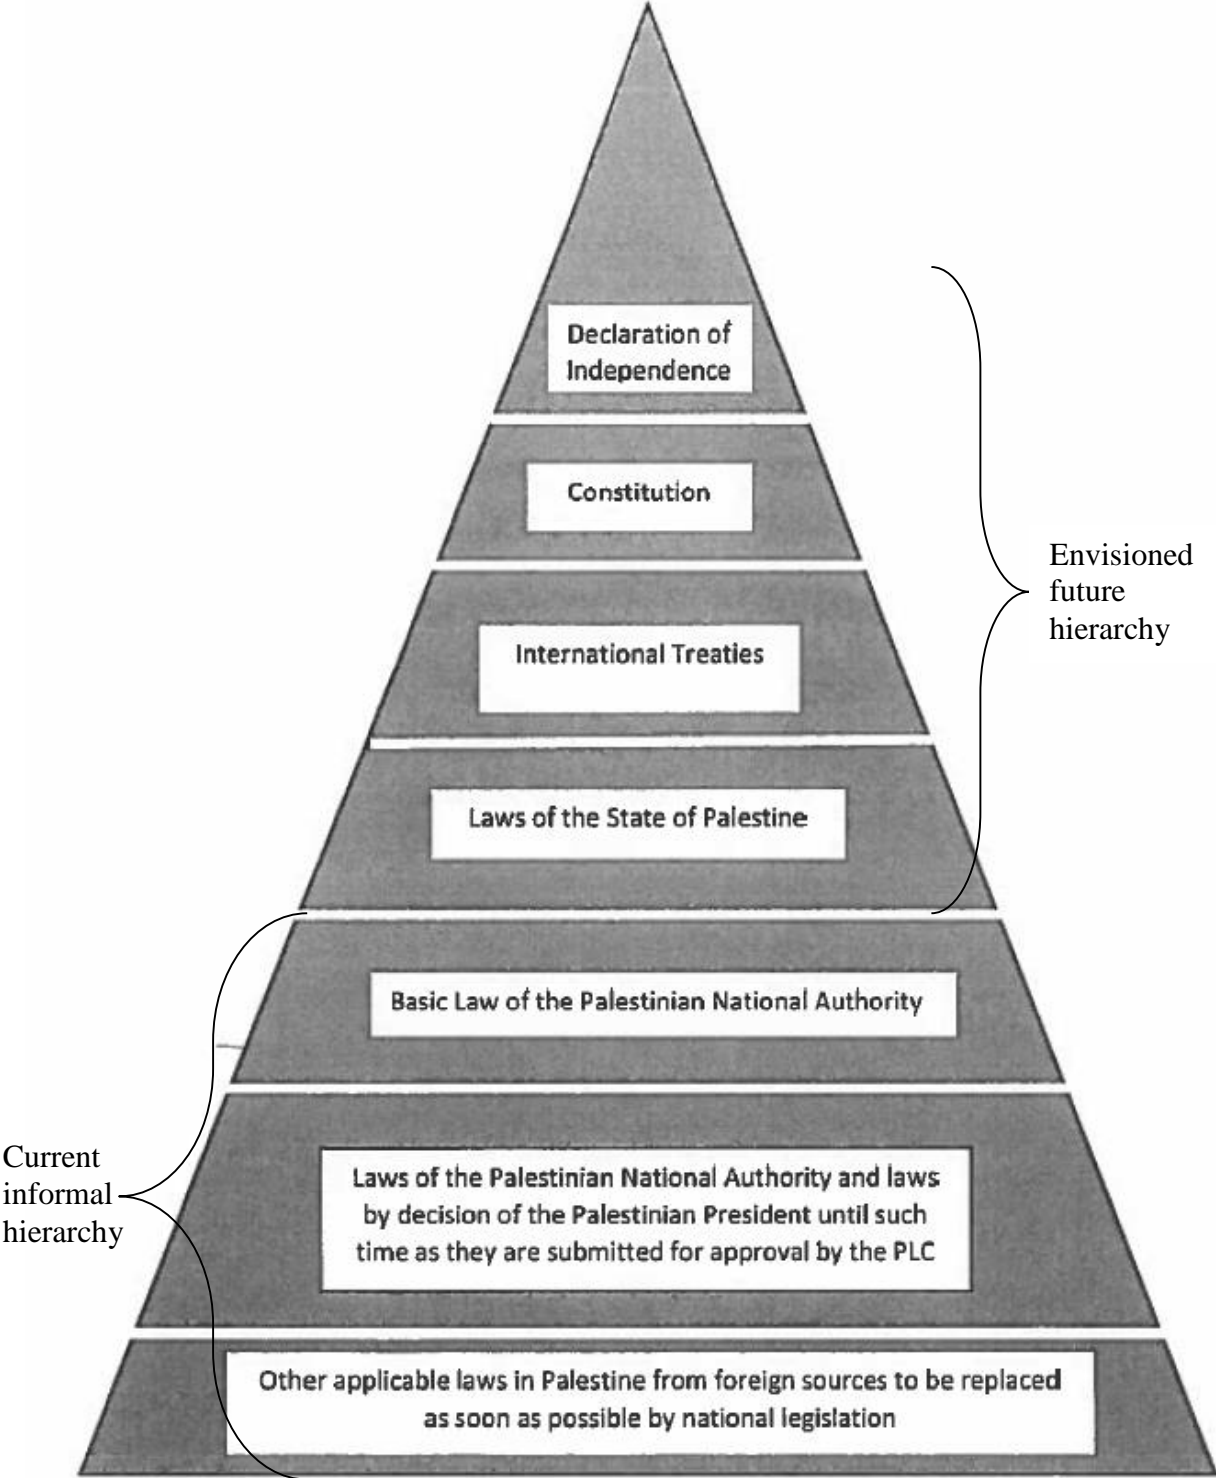 Declaration of
Independence
Constitution
International Treaties
Laws of the State of Palestine
Envisioned
future
hierarchy
Basic Law of the Palestinian National Authority
Laws of the Palestinian National Authority and laws
by decision of the Palestinian President until such
time as they are submitted for approval by the PLC
Other applicable laws in Palestine from foreign sources to be replaced
as soon as possible by national legislation
Current
informal
hierarchy